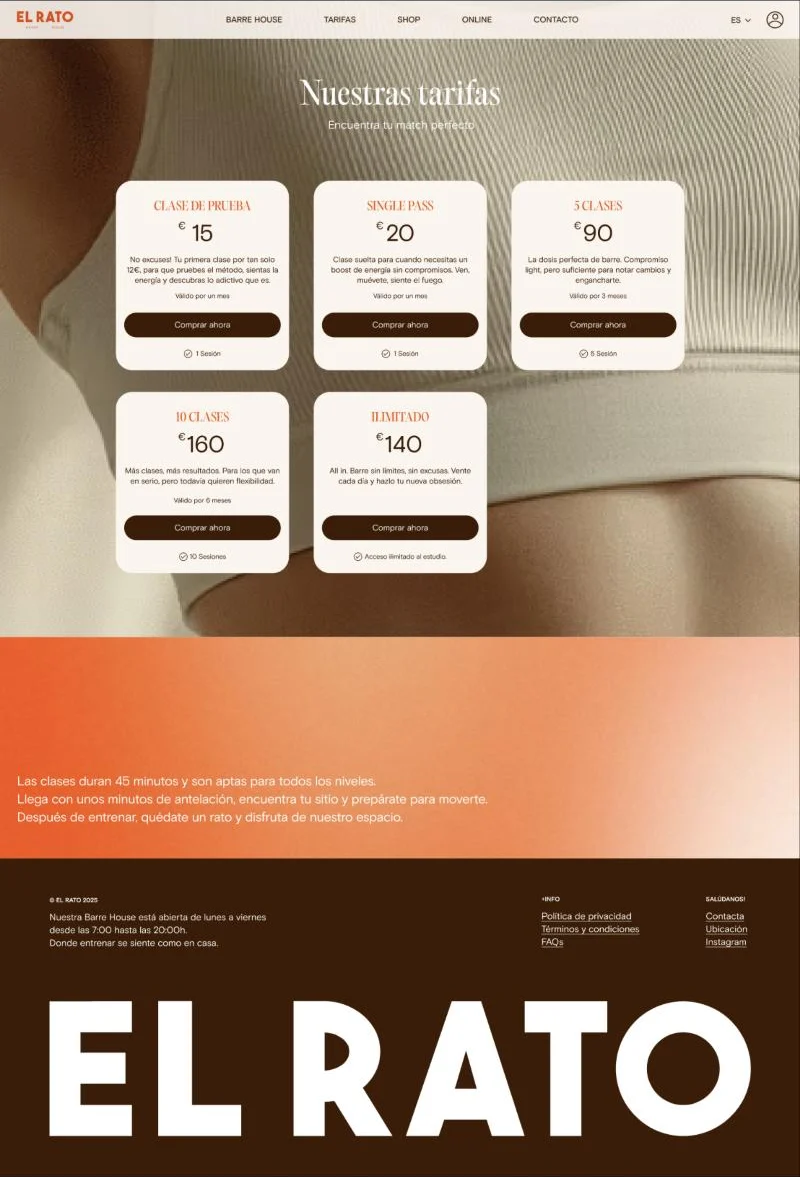 EL RATO
BARRE HOUSE
TARIFAS
SHOP
ONLINE
CONTACTO
ES
Nuestras tarifas
Encuentra tu match perfecto
CLASE DE PRUEBA
€ 15
No excuses! Tu primera clase por tan solo
12€, para que pruebes el método, sientas la
energía y descubras lo adictivo que es.
Válido por un mes
Comprar ahora
1 Sesión
SINGLE PASS
€ 20
Clase suelta para cuando necesitas un
boost de energía sin compromisos. Ven,
muévete, siente el fuego.
Válido por un mes
Comprar ahora
1 Sesión
5 CLASES
€ 90
La dosis perfecta de barre. Compromiso
light, pero suficiente para notar cambios y
engancharte.
Válido por 3 meses
Comprar ahora
5 Sesión
10 CLASES
€ 160
Más clases, más resultados. Para los que van
en serio, pero todavía quieren flexibilidad.
Válido por 6 meses
Comprar ahora
10 Sesiones
ILIMITADO
€ 140
All in. Barre sin límites, sin excusas. Vente
cada día y hazlo tu nueva obsesión.
Comprar ahora
Acceso ilimitado al estudio.
Las clases duran 45 minutos y son aptas para todos los niveles.
Llega con unos minutos de antelación, encuentra tu sitio y prepárate para moverte.
Después de entrenar, quédate un rato y disfruta de nuestro espacio.
© EL RATO 2025
Nuestra Barre House está abierta de lunes a viernes
desde las 7:00 hasta las 20:00h.
Donde entrenar se siente como en casa.
+INFO
Política de privacidad
Términos y condiciones
FAQs
SALÚDANOS!
Contacta
Ubicación
Instagram
EL RATO